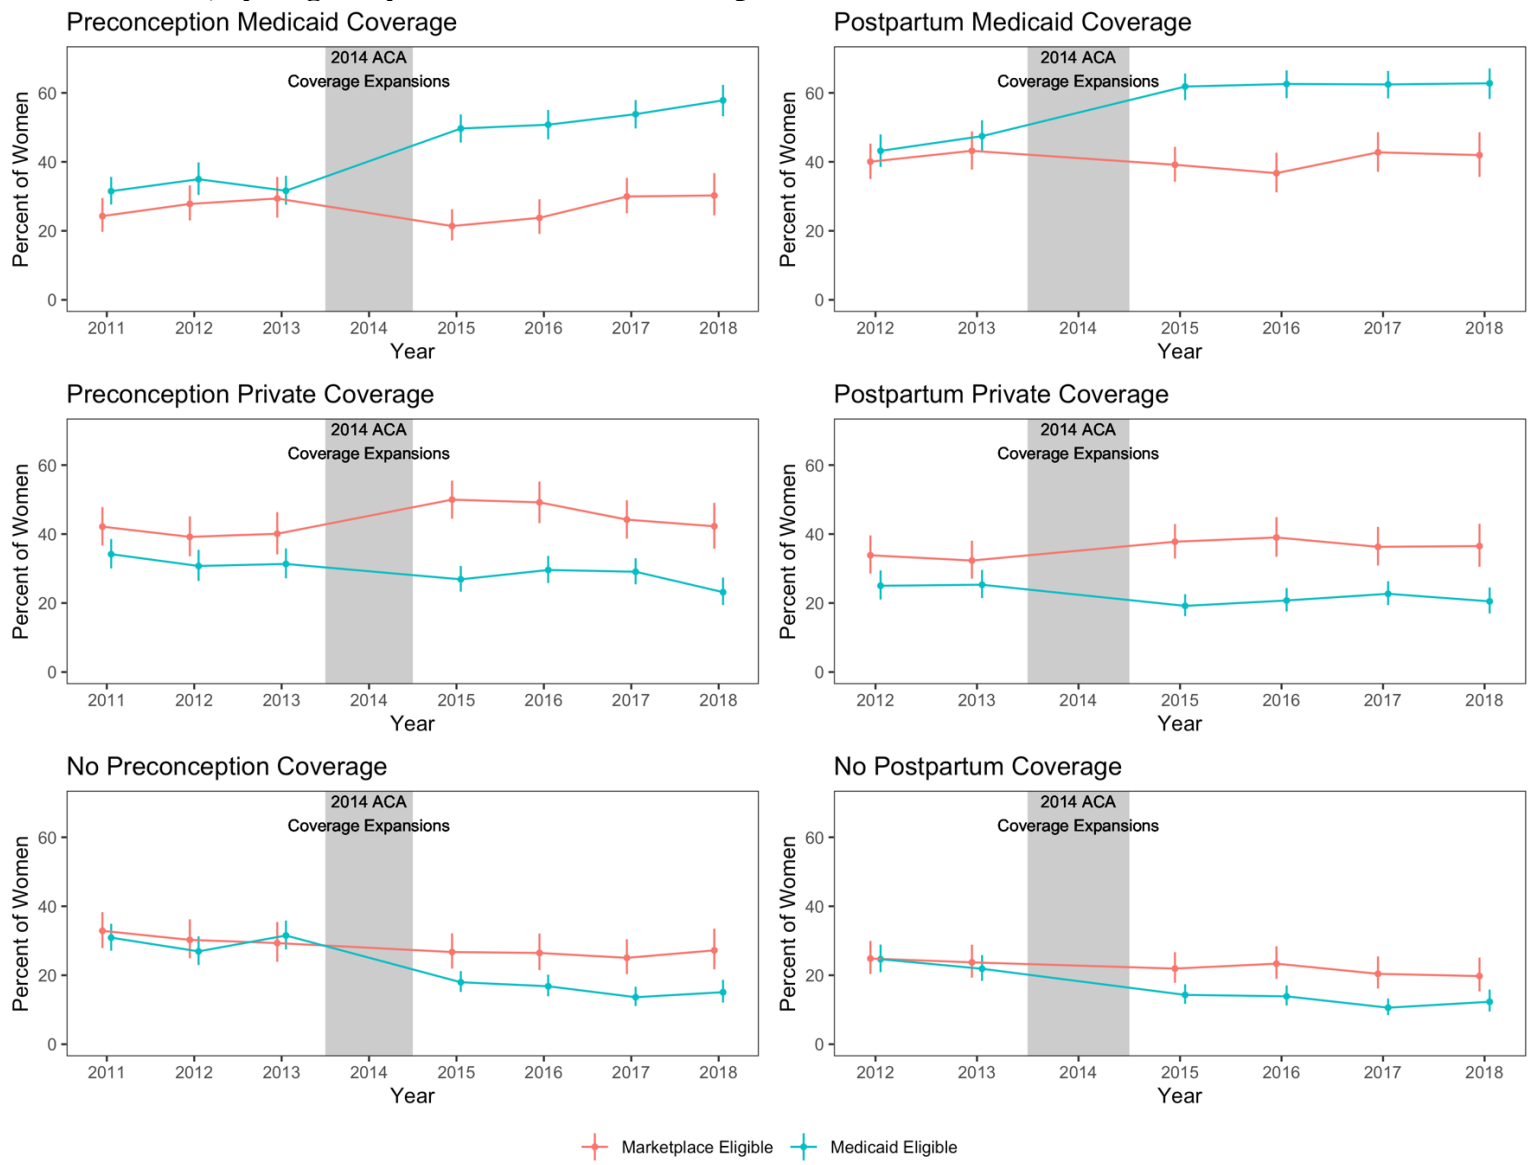 Preconception Medicaid Coverage
2014 ACA
Coverage Expansions
Percent of Women
60
40
20
0
2011 2012 2013 2014 2015 2016 2017 2018
Year
Postpartum Medicaid Coverage
2014 ACA
Coverage Expansions
Percent of Women
60
40
20
0
2012 2013 2014 2015 2016 2017 2018
Year
Preconception Private Coverage
2014 ACA
Coverage Expansions
Percent of Women
60
40
20
0
2011 2012 2013 2014 2015 2016 2017 2018
Year
Postpartum Private Coverage
2014 ACA
Coverage Expansions
Percent of Women
60
40
20
0
2012 2013 2014 2015 2016 2017 2018
Year
No Preconception Coverage
2014 ACA
Coverage Expansions
Percent of Women
60
40
20
0
2011 2012 2013 2014 2015 2016 2017 2018
Year
No Postpartum Coverage
2014 ACA
Coverage Expansions
Percent of Women
60
40
20
0
2012 2013 2014 2015 2016 2017 2018
Year
Marketplace Eligible Medicaid Eligible